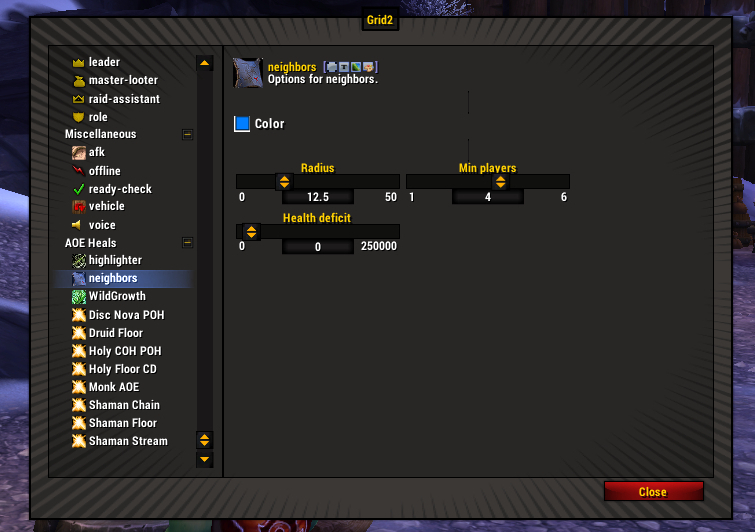 Grid2
leader
master-looter
raid-assistant
role
Miscellaneous
afk
offline
ready-check
vehicle
voice
AOE Heals
highlighter
neighbors
WildGrowth
Disc Nova POH
Druid Floor
Holy COH POH
Holy Floor CD
Monk AOE
Shaman Chain
Shaman Floor
Shaman Stream
neighbors []
Options for neighbors.
Color
Radius Min players
0 12.5 50 1 4 6
Health deficit
0 0 250000
Close